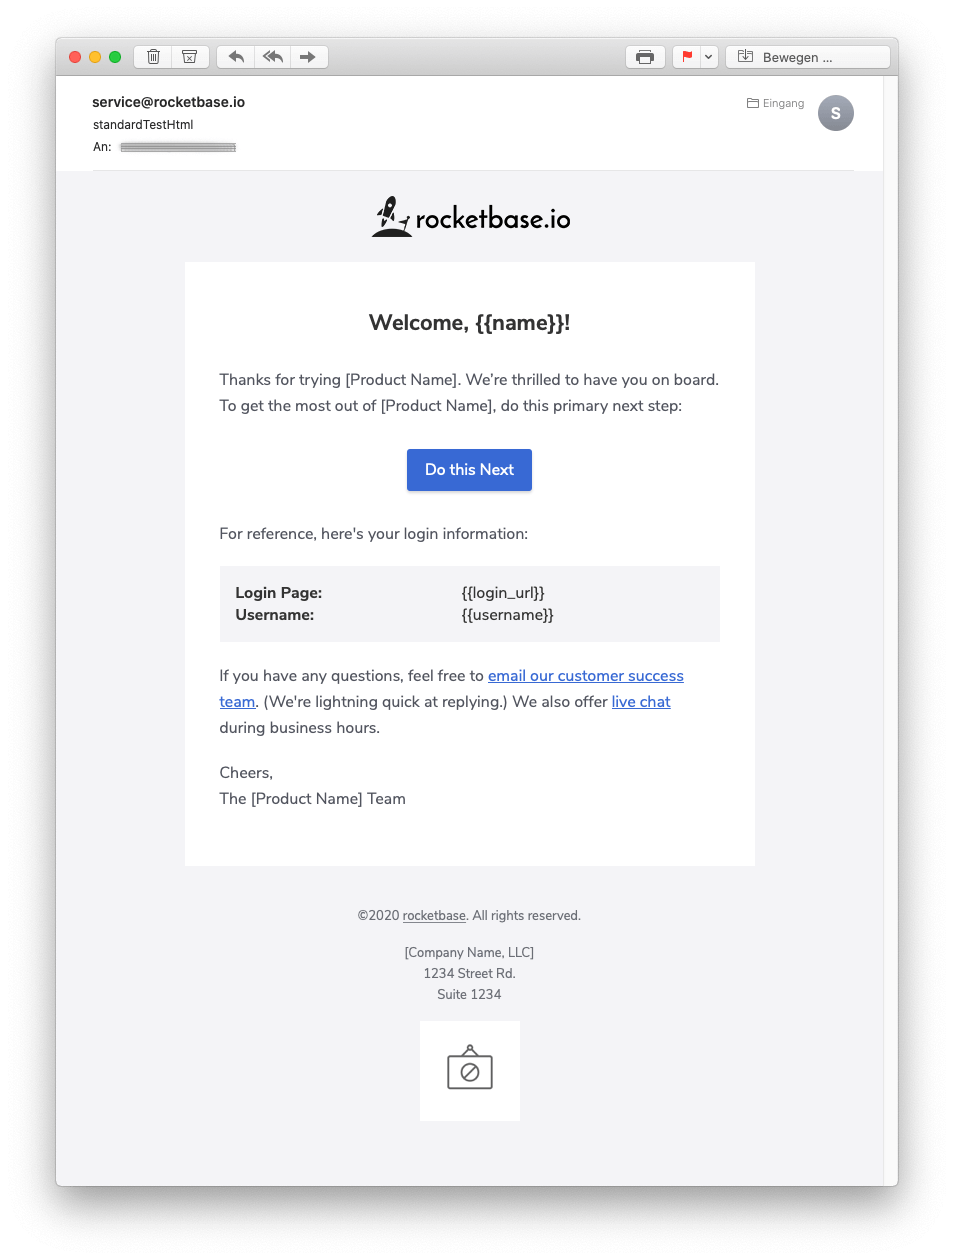 Bewegen ...
service@rocketbase.io
Eingang
S
standardTestHtml
An:
rocketbase.io
Welcome, {{name}}!
Thanks for trying [Product Name]. We're thrilled to have you on board.
To get the most out of [Product Name], do this primary next step:
Do this Next
For reference, here's your login information:
Login Page: {{login_url}}
Username: {{username}}
If you have any questions, feel free to email our customer success
team. (We're lightning quick at replying.) We also offer live chat
during business hours.
Cheers,
The [Product Name] Team
©2020 rocketbase. All rights reserved.
[Company Name, LLC]
1234 Street Rd.
Suite 1234